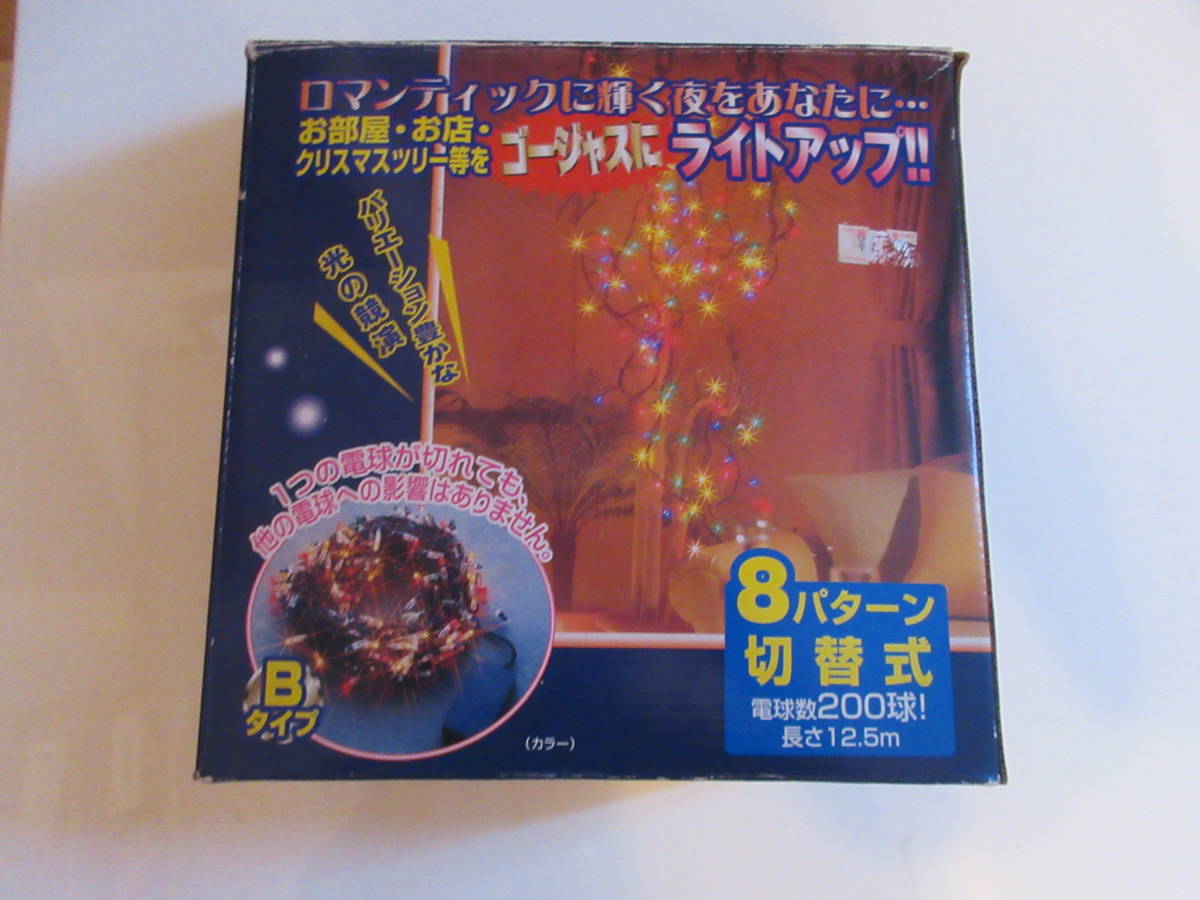 ロマンティックに輝く夜をあなたに…
お部屋・お店・
クリスマスツリー等を
ゴージャスに
ライトアップ!!
バリエーション豊かな
光の競演
1つの電球が切れても、
他の電球への影響はありません。
Bタイプ
(カラー)
8パターン
切替式
電球数200球!
長さ12.5m